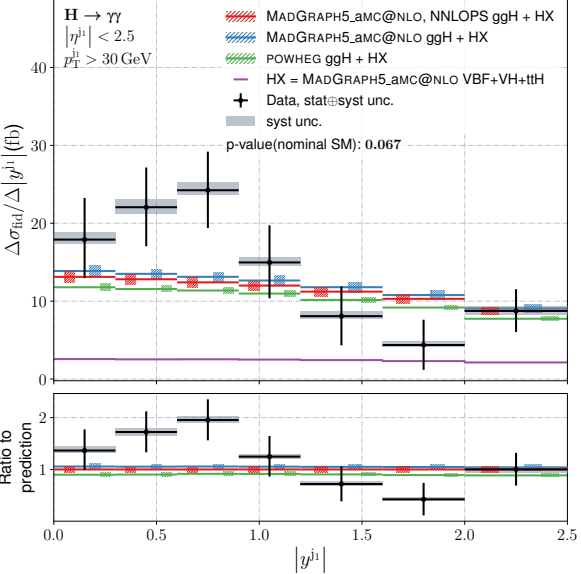 H → γγ
|η^j₁| < 2.5
p_T^j₁ > 30 GeV
MADGRAPH5_AMC@NLO, NNLOPS ggH + HX
MADGRAPH5_AMC@NLO ggH + HX
POWHEG ggH + HX
HX = MADGRAPH5_AMC@NLO VBF+VH+ttH
Data, stat⊕syst unc.
syst unc.
p-value(nominal SM): 0.067
Δσ_fid/Δ|y^j₁|(fb)
40
30
20
10
0
Ratio to
prediction
2
1
0.0 0.5 1.0 1.5 2.0 2.5
|y^j₁|